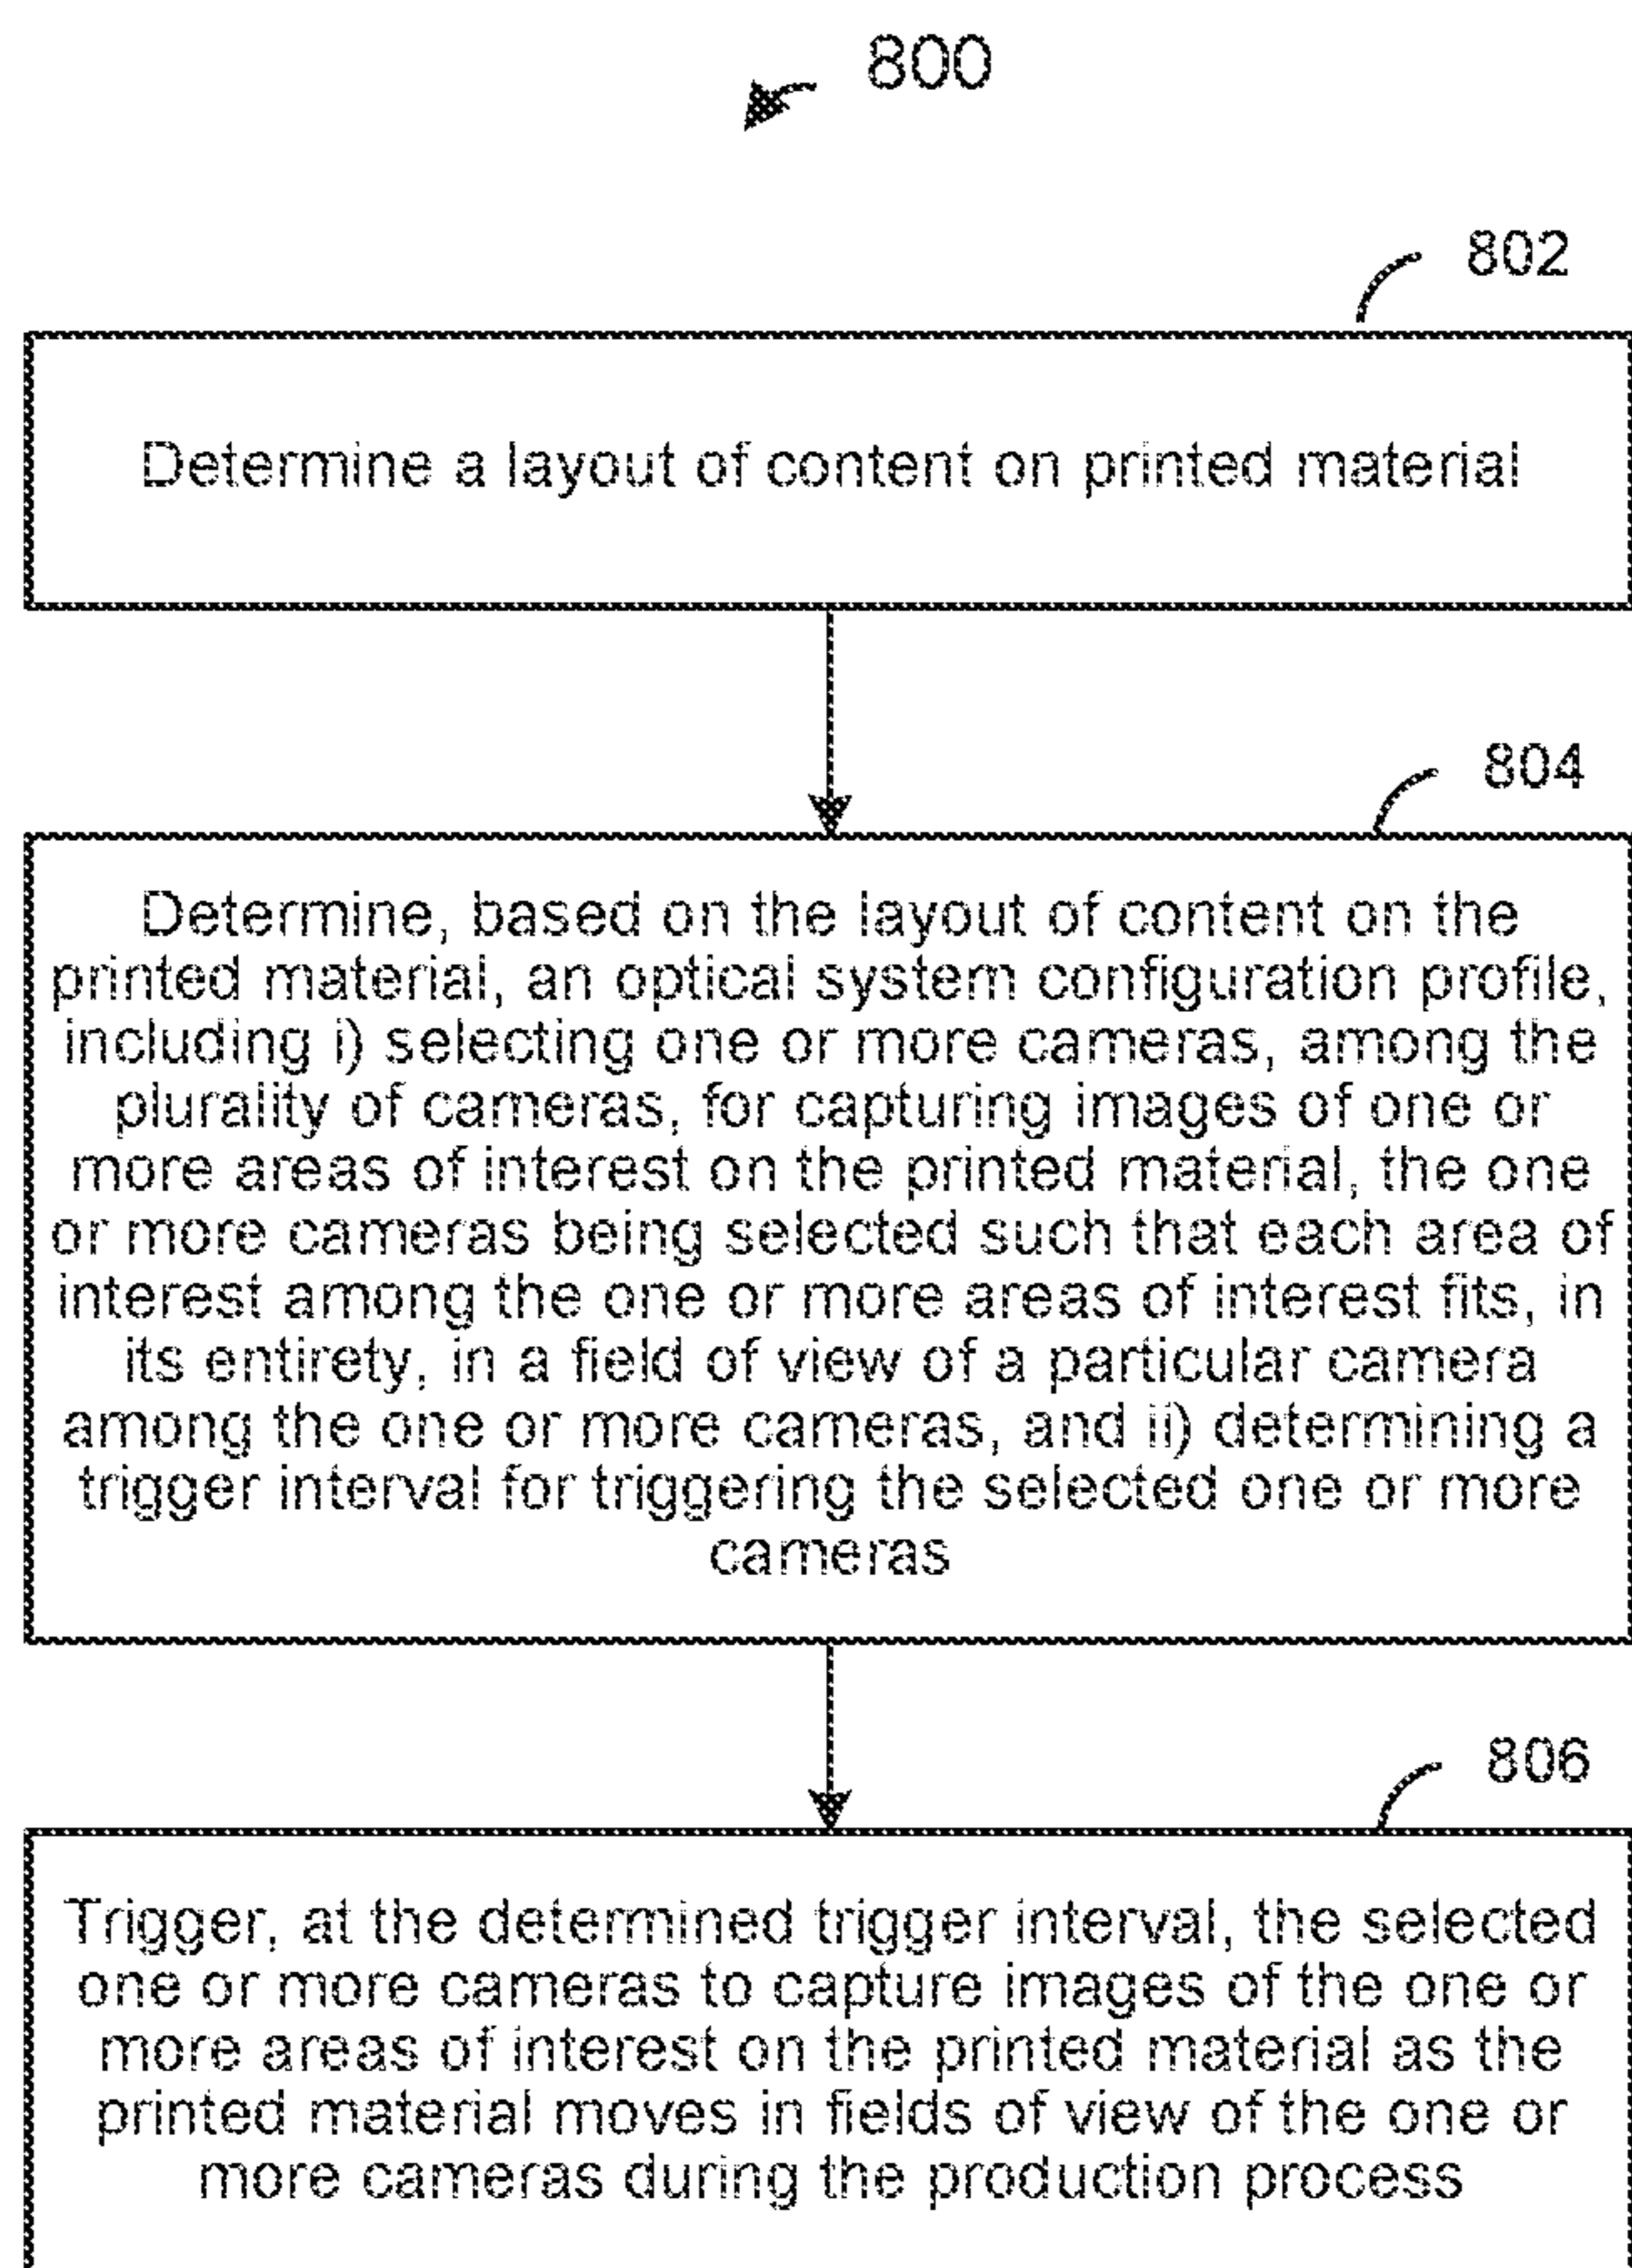 800
802
Determine a layout of content on printed material
804
Determine, based on the layout of content on the
printed material, an optical system configuration profile,
including i) selecting one or more cameras, among the
plurality of cameras, for capturing images of one or
more areas of interest on the printed material, the one
or more cameras being selected such that each area of
interest among the one or more areas of interest fits, in
its entirety, in a field of view of a particular camera
among the one or more cameras, and ii) determining a
trigger interval for triggering the selected one or more
cameras
806
Trigger, at the determined trigger interval, the selected
one or more cameras to capture images of the one or
more areas of interest on the printed material as the
printed material moves in fields of view of the one or
more cameras during the production process